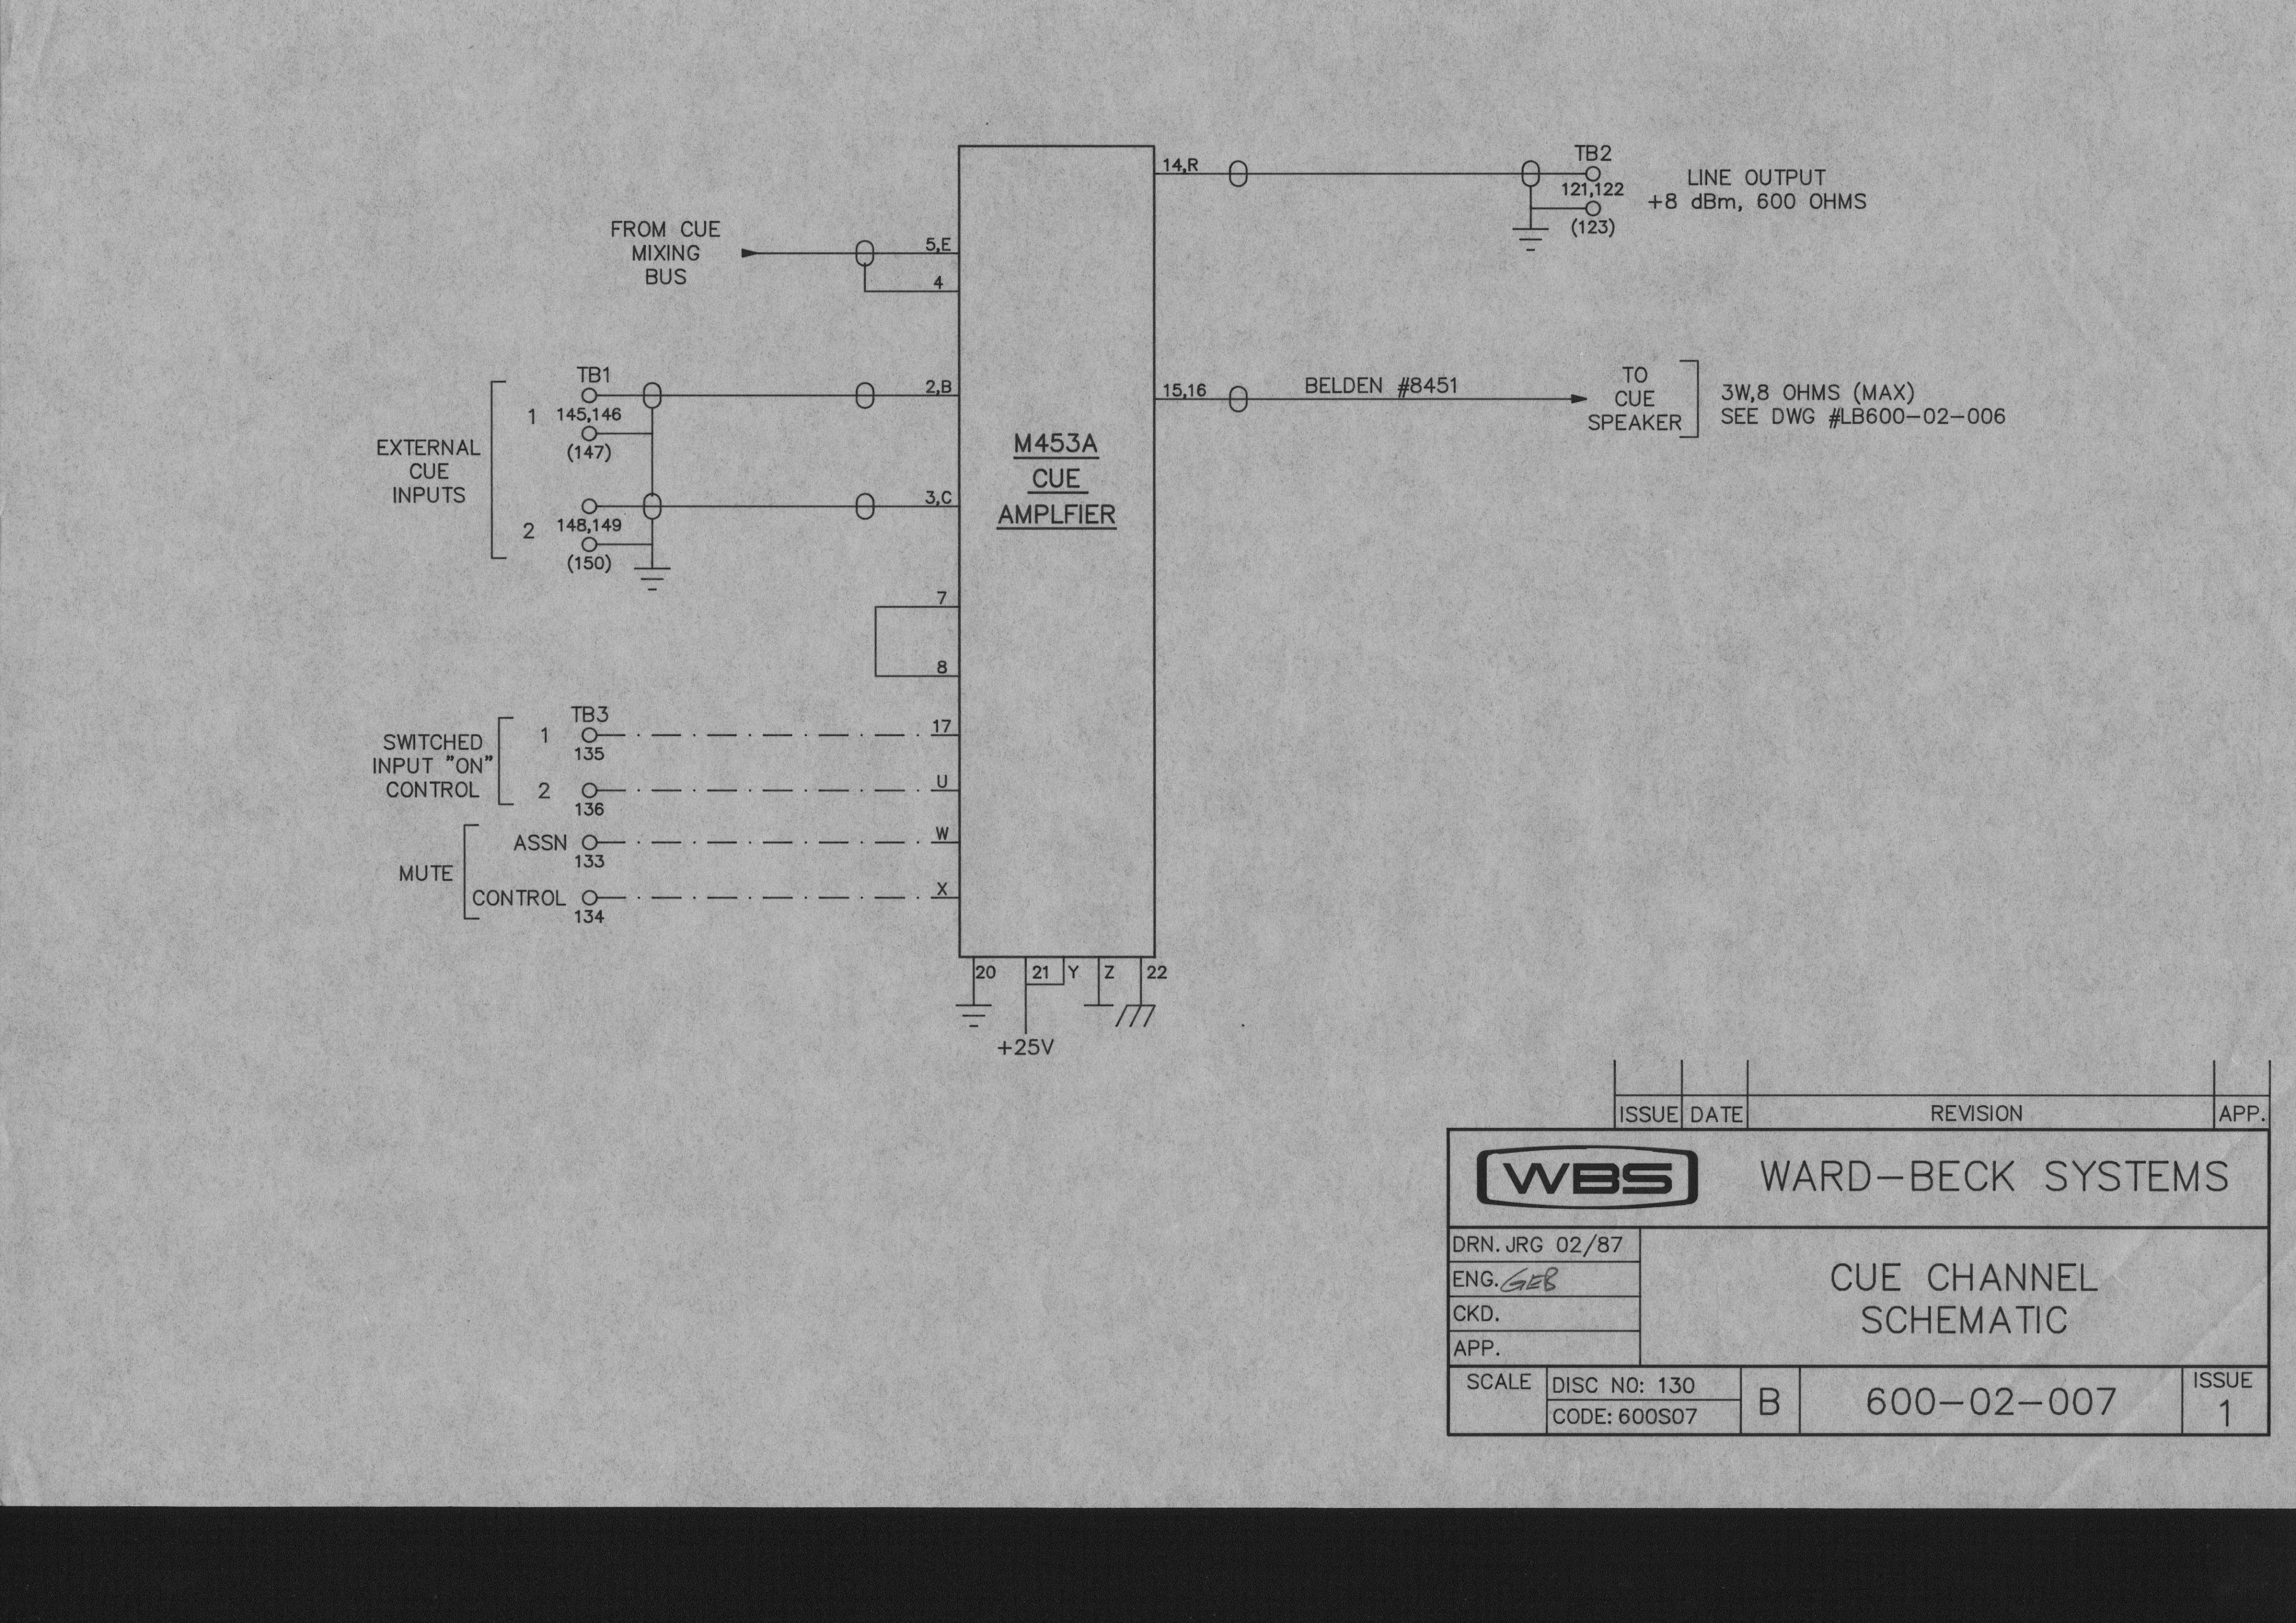 14,R
TB2
121,122
(123)
LINE OUTPUT
+8 dBm, 600 OHMS
FROM CUE
MIXING
BUS
5,E
4
TB1
EXTERNAL
CUE
INPUTS
1
145,146
(147)
2,B
2
148,149
(150)
3,C
15,16
BELDEN #8451
TO
CUE
SPEAKER
3W,8 OHMS (MAX)
SEE DWG #LB600-02-006
M453A
CUE
AMPLFIER
7
8
SWITCHED
INPUT "ON"
CONTROL
TB3
1
135
17
2
136
U
MUTE
ASSN
133
W
CONTROL
134
X
20
21
Y
Z
22
+25V
ISSUE DATE REVISION APP.
WBS WARD-BECK SYSTEMS
DRN. JRG 02/87
ENG. GEB
CKD.
APP.
CUE CHANNEL
SCHEMATIC
SCALE
DISC NO: 130
CODE: 600S07
B
600-02-007
ISSUE
1